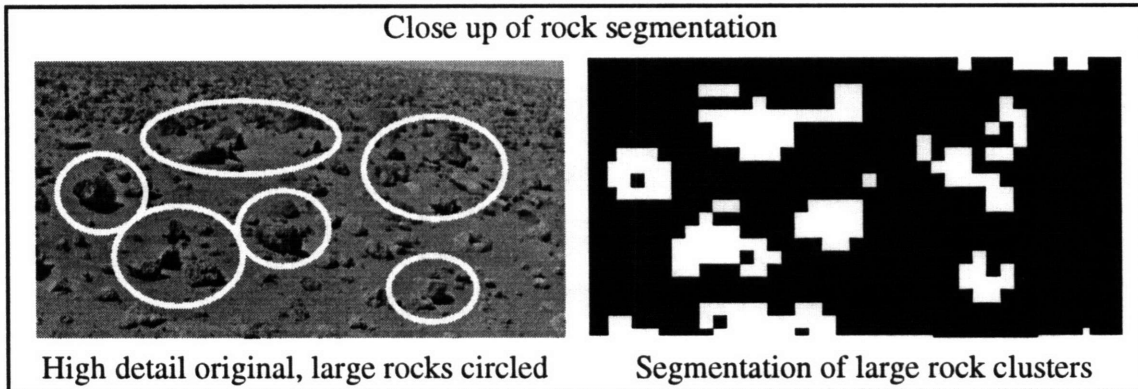 Close up of rock segmentation
High detail original, large rocks circled
Segmentation of large rock clusters